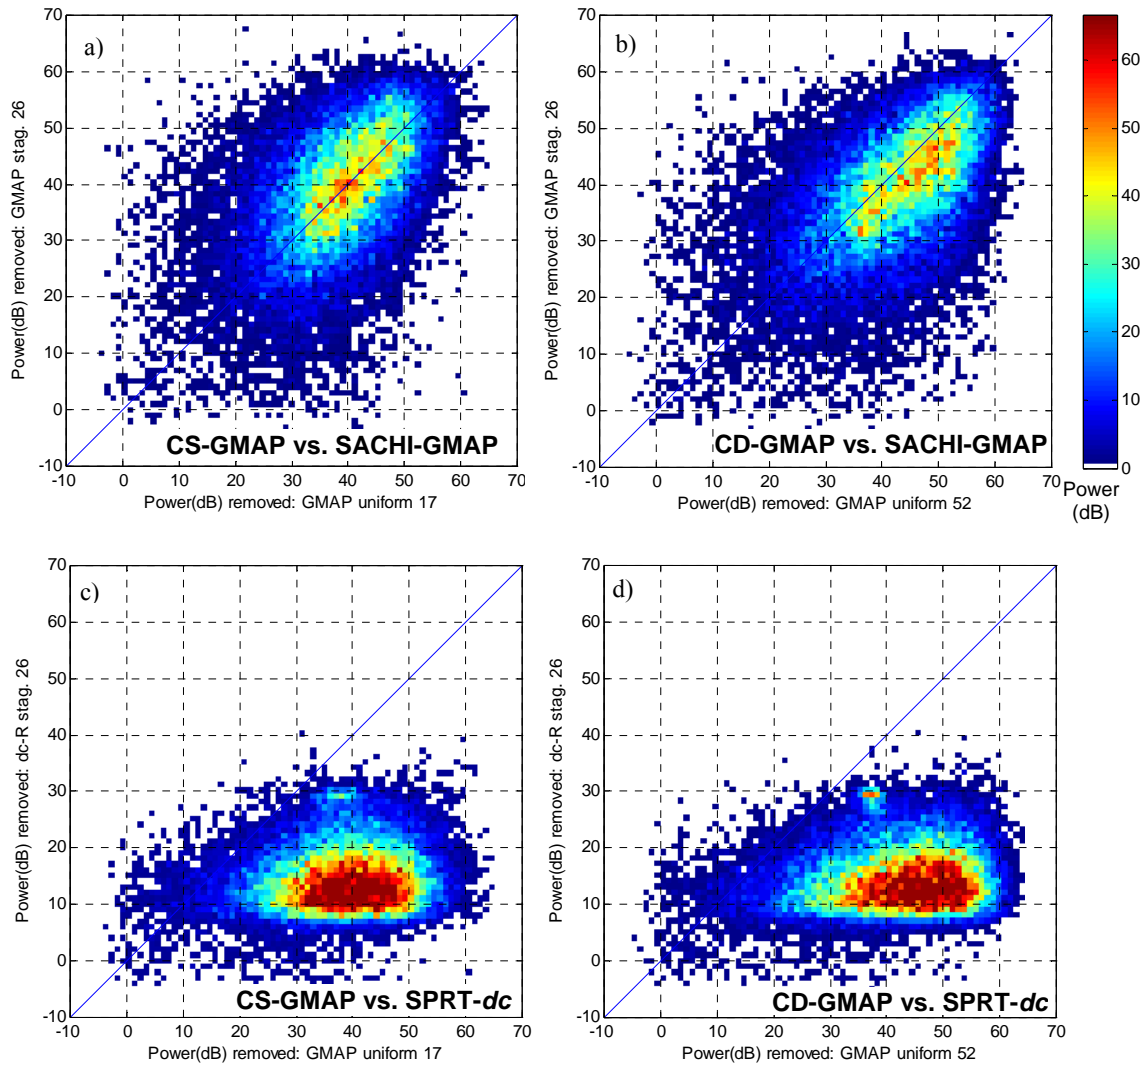 a)
70
60
50
40
30
20
10
0
-10
Power(dB) removed: GMAP stag. 26
CS-GMAP vs. SACHI-GMAP
-10 0 10 20 30 40 50 60 70
Power(dB) removed: GMAP uniform 17
b)
70
60
50
40
30
20
10
0
-10
Power(dB) removed: GMAP stag. 26
CD-GMAP vs. SACHI-GMAP
-10 0 10 20 30 40 50 60 70
Power(dB) removed: GMAP uniform 52
60
50
40
30
20
10
0
Power
(dB)
c)
70
60
50
40
30
20
10
0
-10
Power(dB) removed: dc-R stag. 26
CS-GMAP vs. SPRT-dc
-10 0 10 20 30 40 50 60 70
Power(dB) removed: GMAP uniform 17
d)
70
60
50
40
30
20
10
0
-10
Power(dB) removed: dc-R stag. 26
CD-GMAP vs. SPRT-dc
-10 0 10 20 30 40 50 60 70
Power(dB) removed: GMAP uniform 52